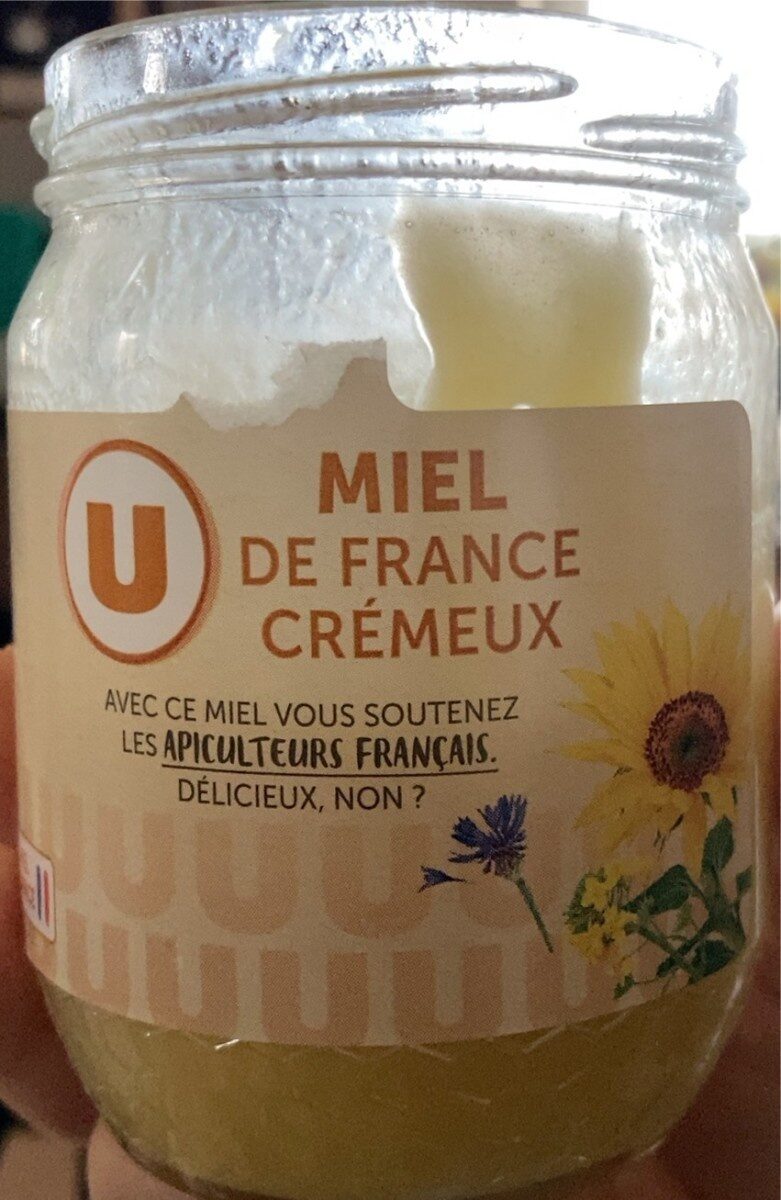 U
MIEL
DE FRANCE
CRÉMEUX
AVEC CE MIEL VOUS SOUTENEZ
LES APICULTEURS FRANÇAIS.
DÉLICIEUX, NON ?